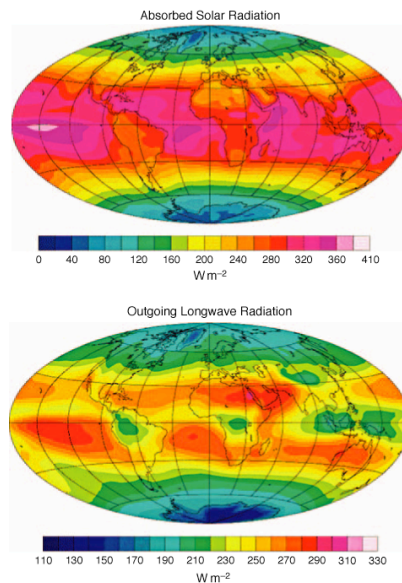 Absorbed Solar Radiation
0 40 80 120 160 200 240 280 320 360 410
W m−2
Outgoing Longwave Radiation
110 130 150 170 190 210 230 250 270 290 310 330
W m−2